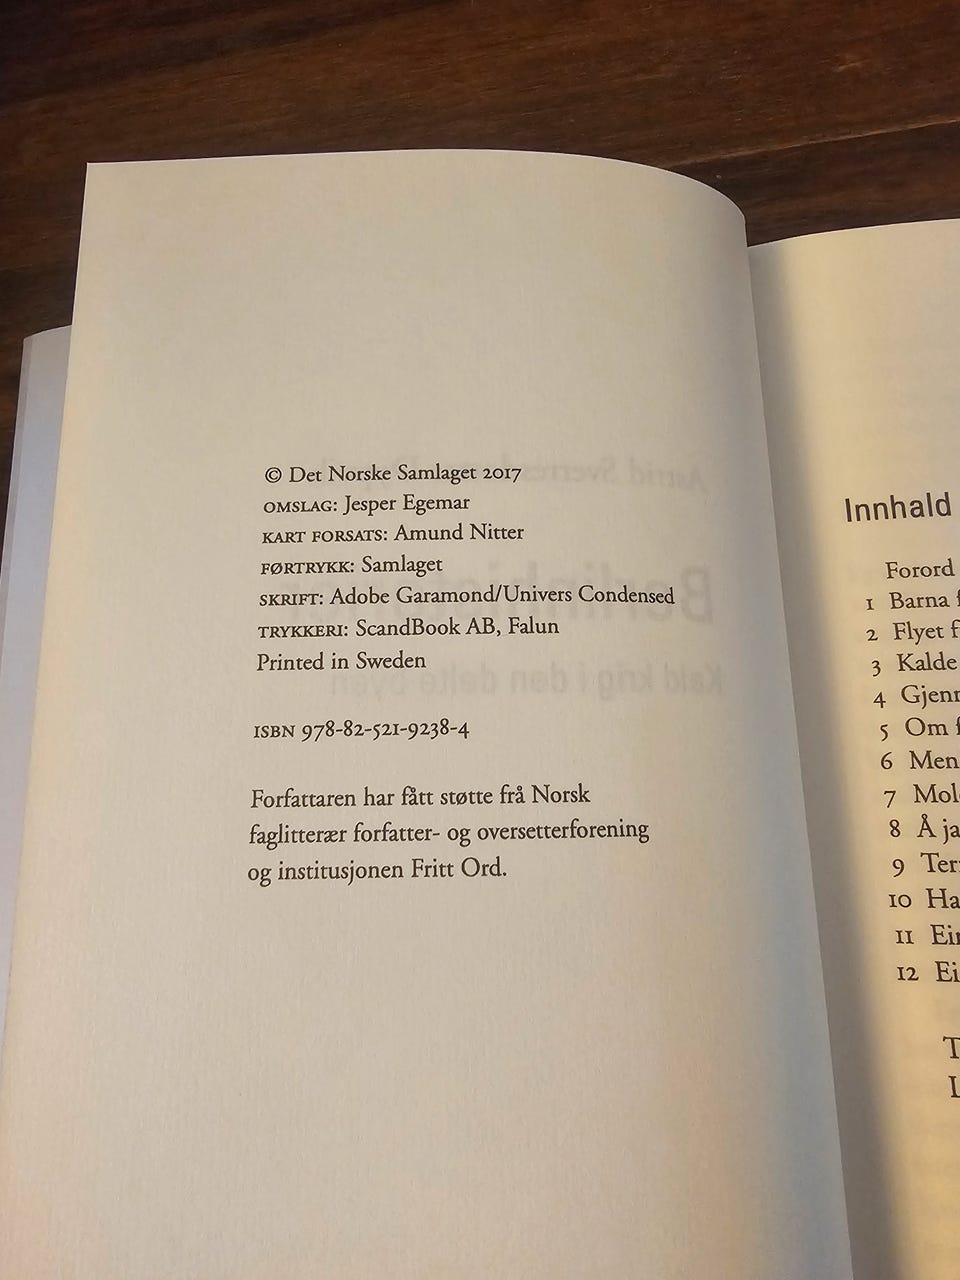 © Det Norske Samlaget 2017
OMSLAG: Jesper Egemar
KART FORSATS: Amund Nitter
FØRTRYKK: Samlaget
SKRIFT: Adobe Garamond/Univers Condensed
TRYKKERI: ScandBook AB, Falun
Printed in Sweden
ISBN 978-82-521-9238-4
Forfattaren har fått støtte frå Norsk
faglitterær forfatter- og oversetterforening
og institusjonen Fritt Ord.
Innhald
Forord
1 Barna
2 Flyet
3 Kalde
4
5 Om
6 Men
7
8 Å
9
10
11
12